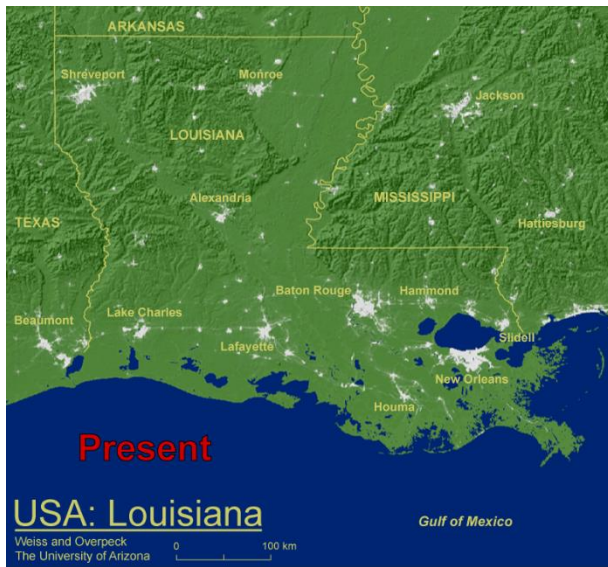 ARKANSAS
Shreveport
Monroe
Jackson
LOUISIANA
Alexandria
MISSISSIPPI
TEXAS
Hattiesburg
Baton Rouge
Hammond
Beaumont
Lake Charles
Slidell
Lafayette
New Orleans
Houma
Present
USA: Louisiana
Gulf of Mexico
Weiss and Overpeck
The University of Arizona
0 100 km